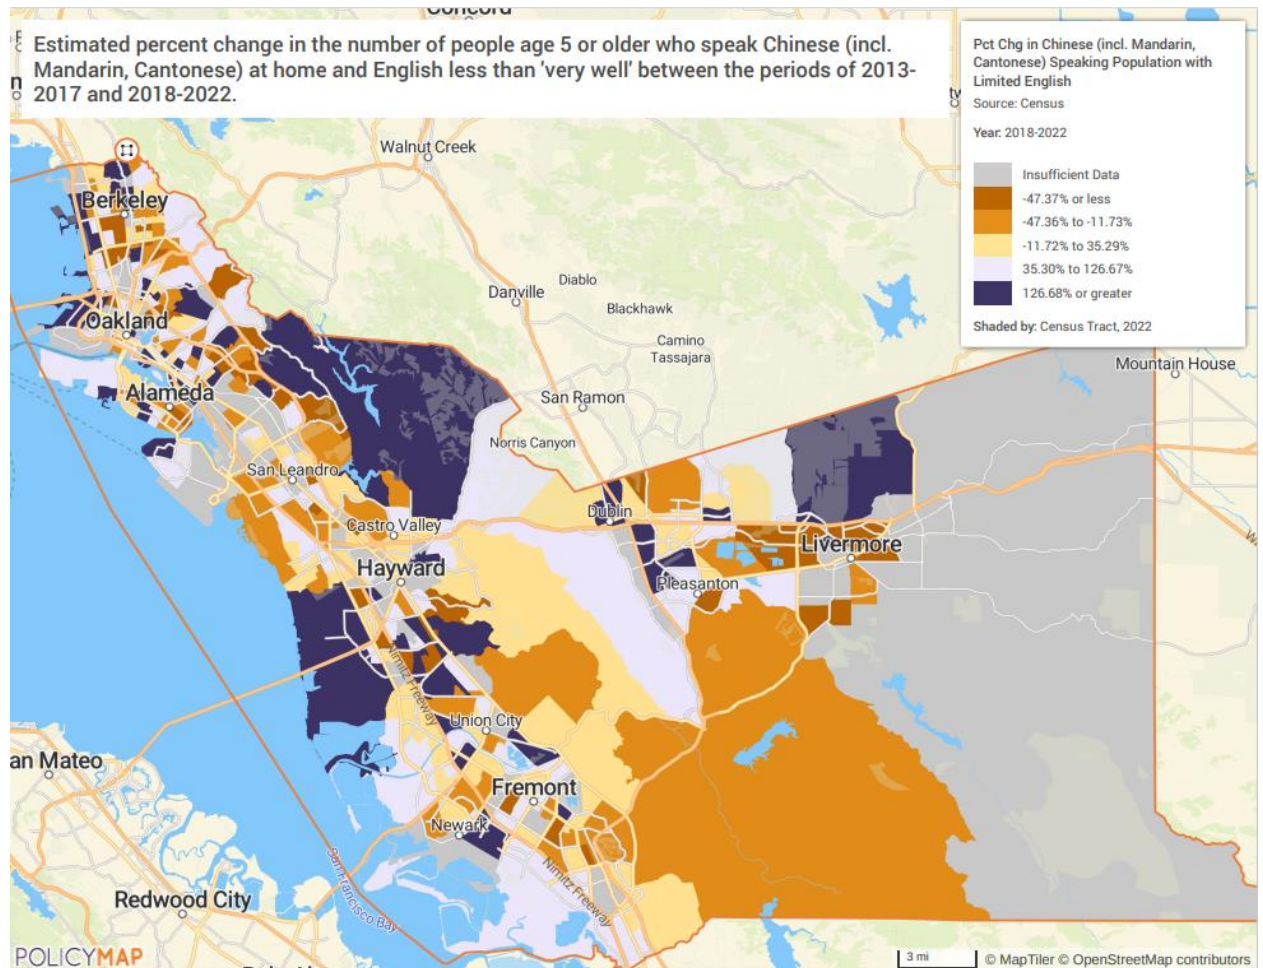 Concord
Estimated percent change in the number of people age 5 or older who speak Chinese (incl.
Mandarin, Cantonese) at home and English less than 'very well' between the periods of 2013-
2017 and 2018-2022.
Pct Chg in Chinese (incl. Mandarin,
Cantonese) Speaking Population with
Limited English
Source: Census
Year: 2018-2022
Insufficient Data
-47.37% or less
-47.36% to -11.73%
-11.72% to 35.29%
35.30% to 126.67%
126.68% or greater
Shaded by: Census Tract, 2022
Walnut Creek
Berkeley
Diablo
Danville
Blackhawk
Oakland
Camino
Tassajara
Mountain House
Alameda
San Ramon
Norris Canyon
San Leandro
Dublin
Castro Valley
Livermore
Hayward
Pleasanton
Nimitz Freeway
Union City
an Mateo
Fremont
Newark
San Francisco Bay
Nimitz Freeway
Redwood City
POLICYMAP
3 mi
© MapTiler © OpenStreetMap contributors